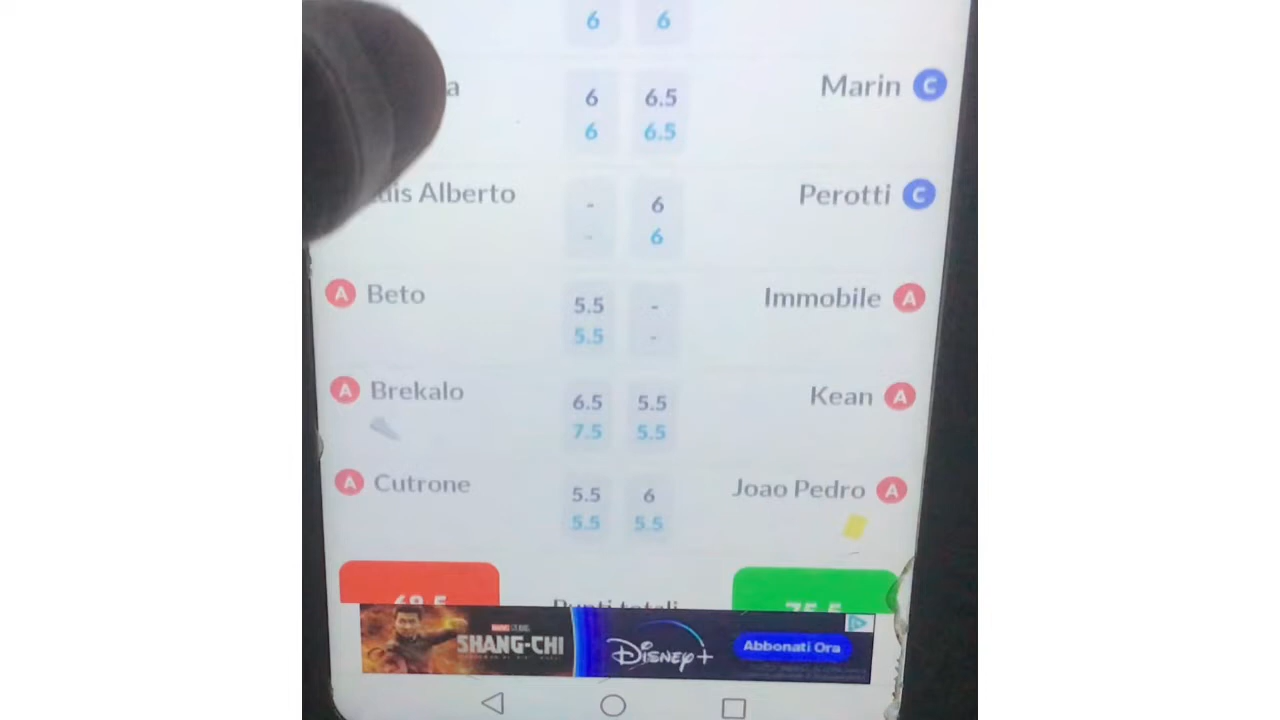 6 6
6 6.5 Marin C
6 6.5
Alberto - 6 Perotti C
- 6
A Beto 5.5 - Immobile A
5.5 -
A Brekalo 6.5 5.5 Kean A
7.5 5.5
A Cutrone 5.5 6 Joao Pedro A
5.5 5.5
Punti totali
SHANG-CHI Disney+ Abbonati Ora